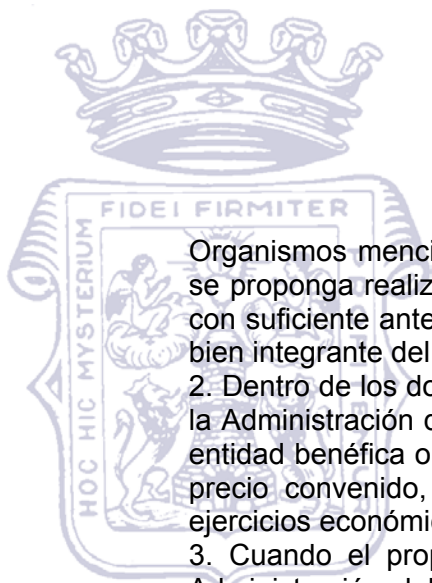 FIDEI FIRMITER
HOC HIC MYSTERIUM
Organismos menci
se proponga realiz
con suficiente ante
bien integrante del
2. Dentro de los do
la Administración
entidad benéfica o
precio convenido,
ejercicios económi
3. Cuando el prop